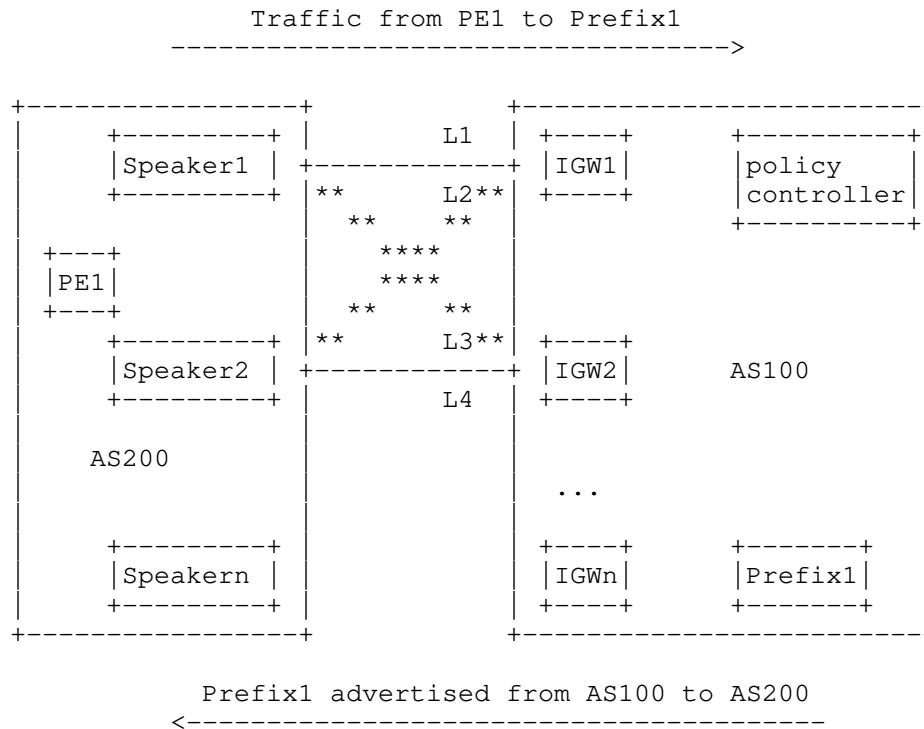 Traffic from PE1 to Prefix1
L1
Speaker1 IGW1 policy
L2 controller
PE1
L3
Speaker2 IGW2 AS100
L4
AS200
...
Speakern IGWn Prefix1
Prefix1 advertised from AS100 to AS200